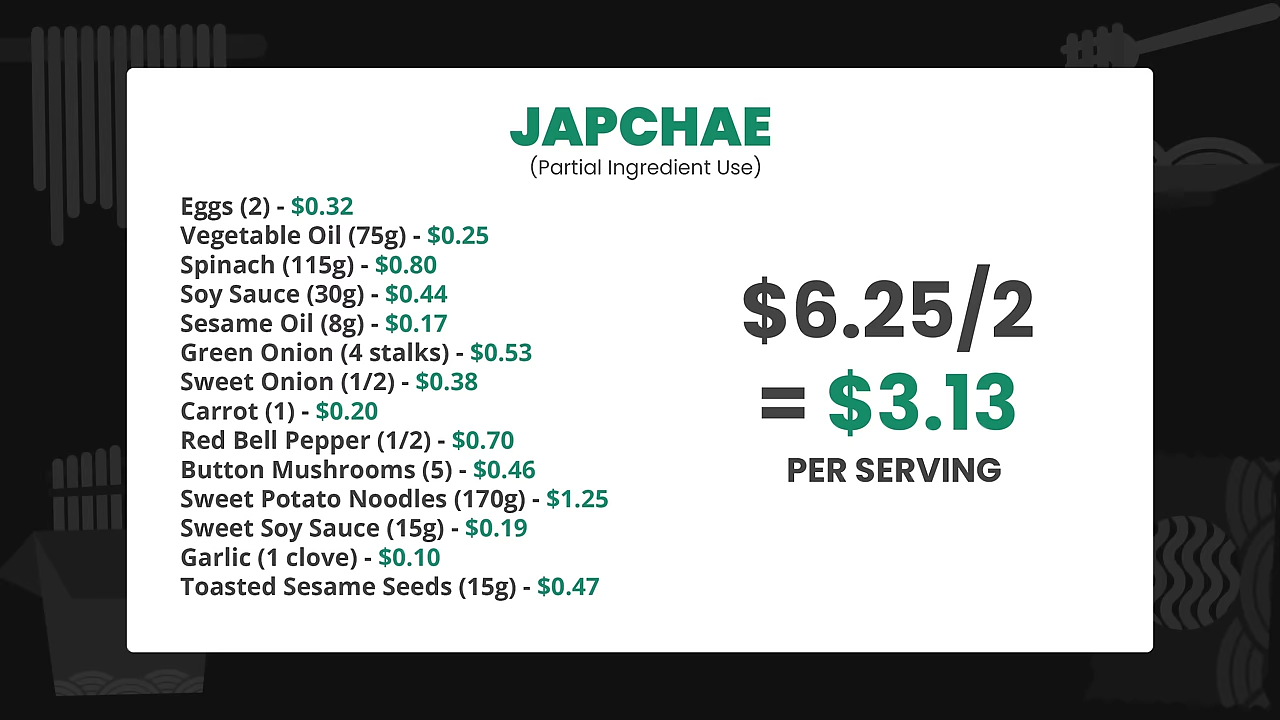 JAPCHAE
(Partial Ingredient Use)
Eggs (2) - $0.32
Vegetable Oil (75g) - $0.25
Spinach (115g) - $0.80
Soy Sauce (30g) - $0.44
Sesame Oil (8g) - $0.17
Green Onion (4 stalks) - $0.53
Sweet Onion (1/2) - $0.38
Carrot (1) - $0.20
Red Bell Pepper (1/2) - $0.70
Button Mushrooms (5) - $0.46
Sweet Potato Noodles (170g) - $1.25
Sweet Soy Sauce (15g) - $0.19
Garlic (1 clove) - $0.10
Toasted Sesame Seeds (15g) - $0.47
$6.25/2
= $3.13
PER SERVING